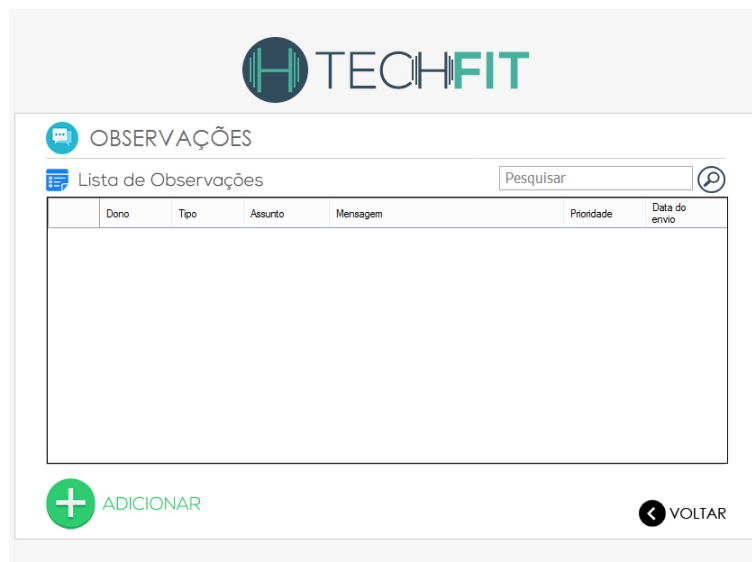 TECHFIT
OBSERVAÇÕES
Lista de Observações
Pesquisar
Dono Tipo Assunto Mensagem Prioridade Data do
envio
ADICIONAR
VOLTAR